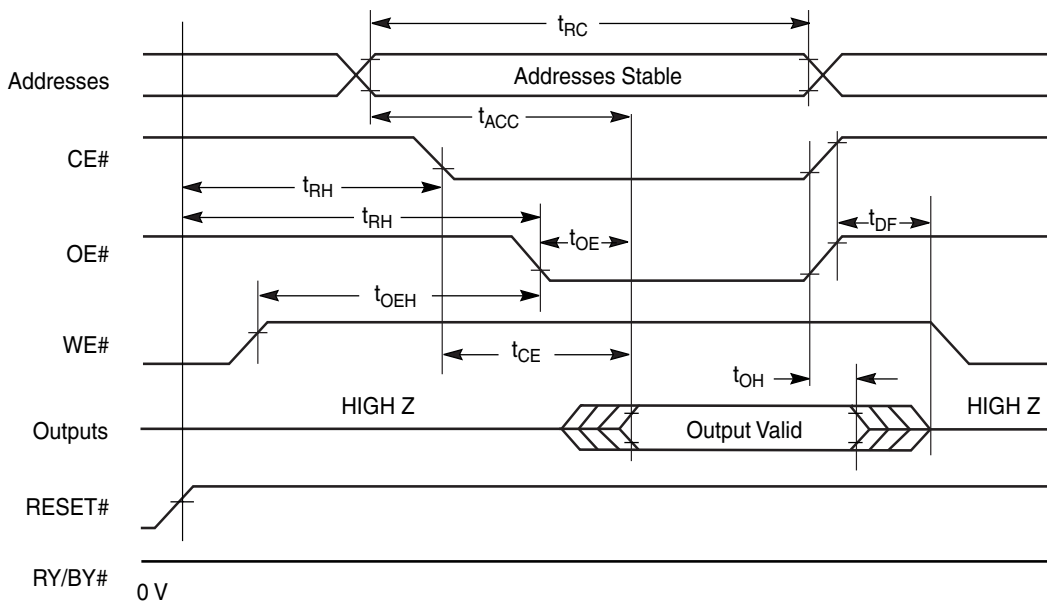 tRC
Addresses
Addresses Stable
tACC
CE#
tRH
tRH
OE#
tOE
tDF
tOEH
WE#
tCE
tOH
HIGH Z
HIGH Z
Outputs
Output Valid
RESET#
RY/BY#
0 V